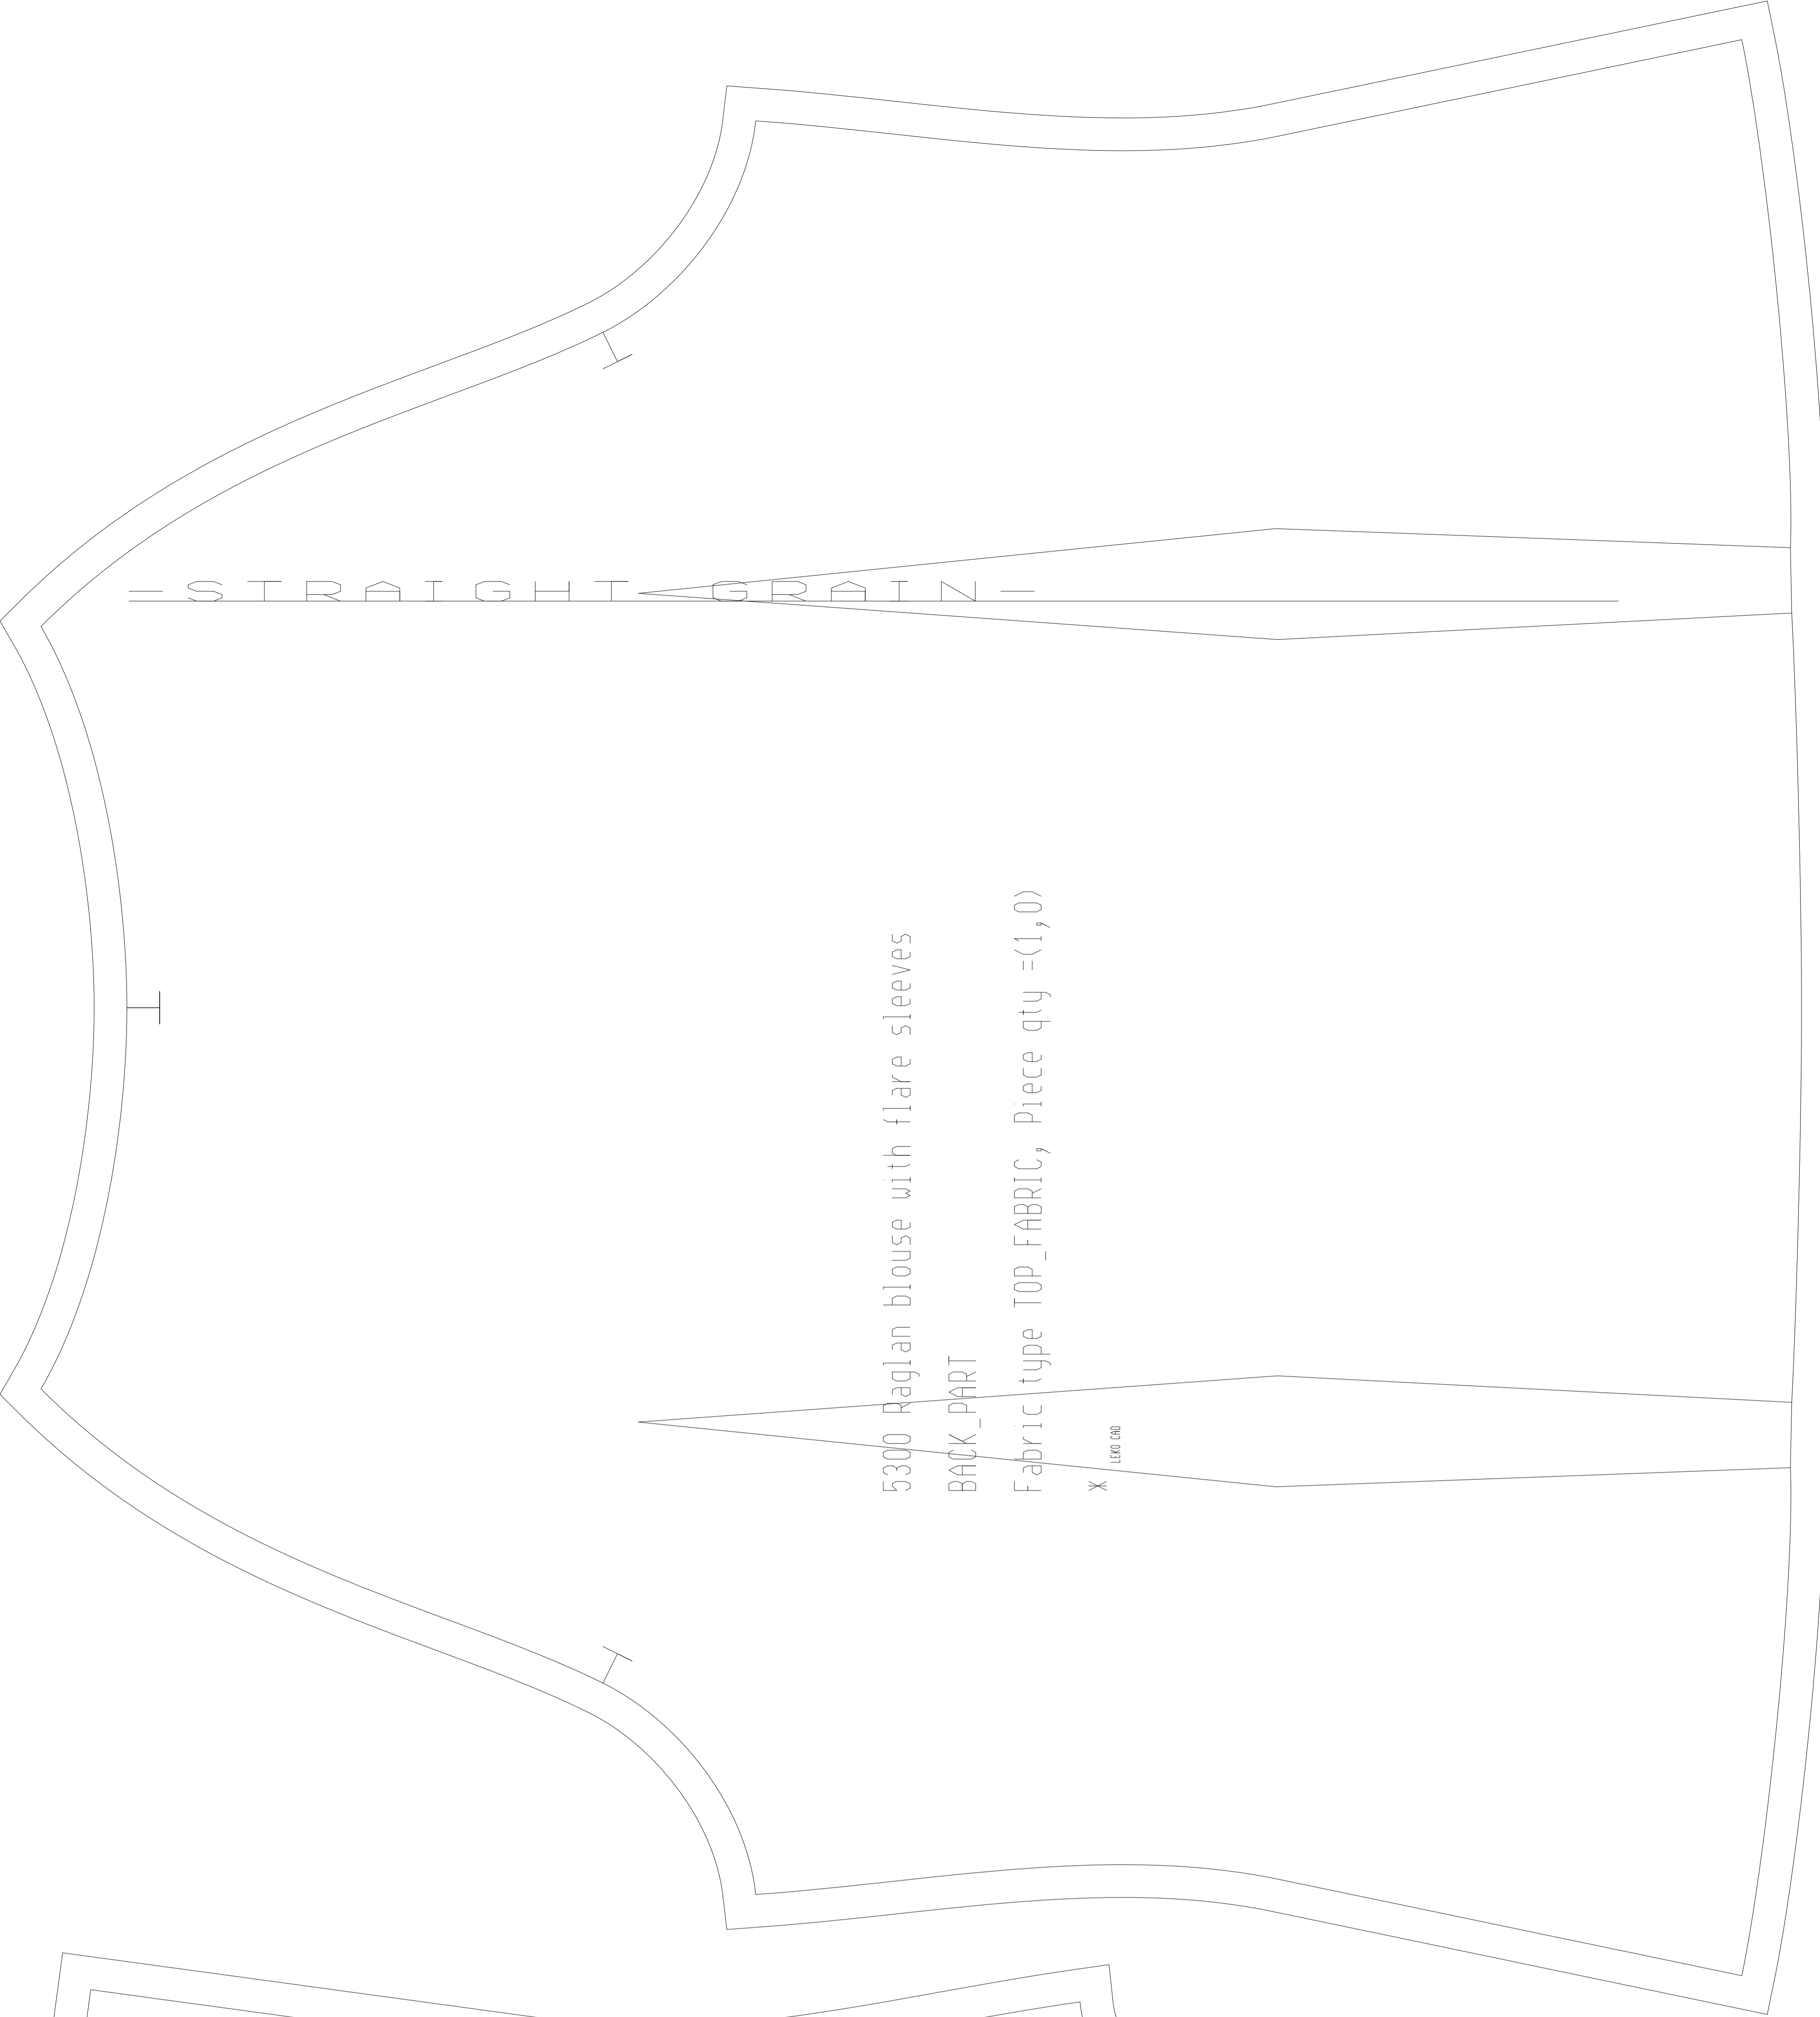 |STRAIGHT GRAIN|
5300 Raglan blouse with flare sleeves
BACK_PART
Fabric type TOP_FABRIC, Piece qty =(1,0)
*
LEKO CAD